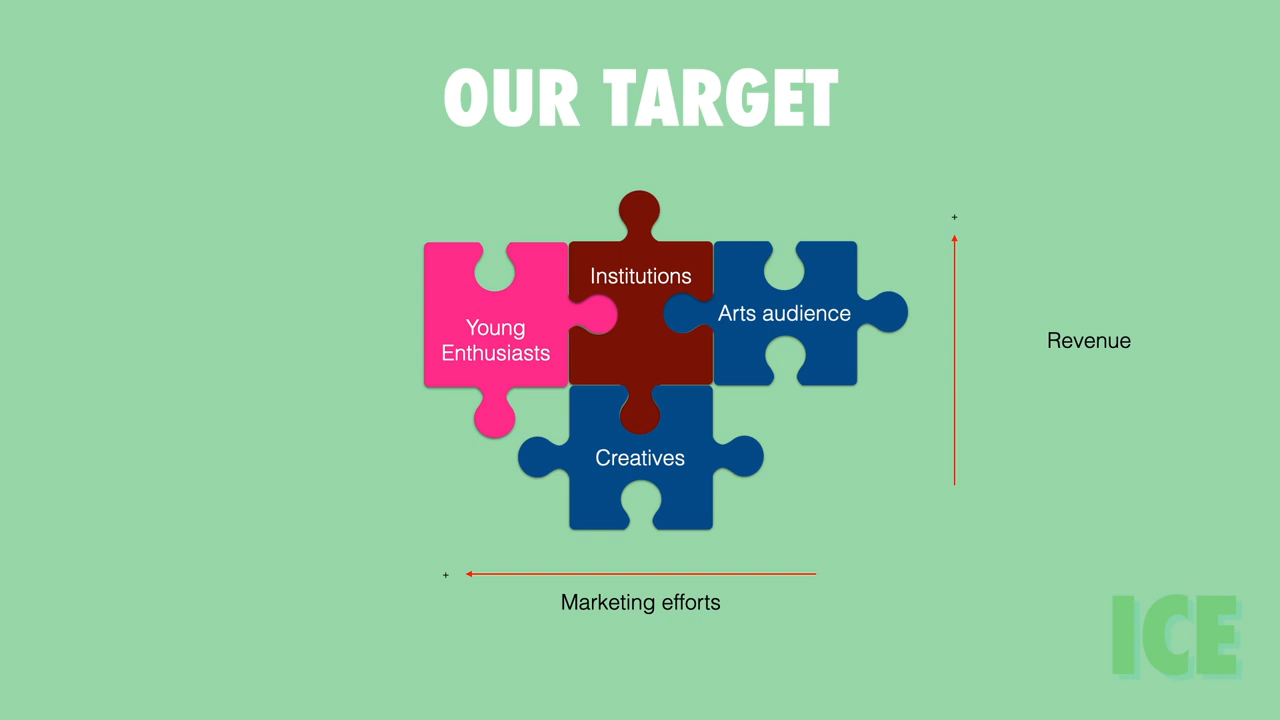 OUR TARGET
Institutions
Arts audience
Young
Enthusiasts
Creatives
+
Revenue
+
Marketing efforts
ICE